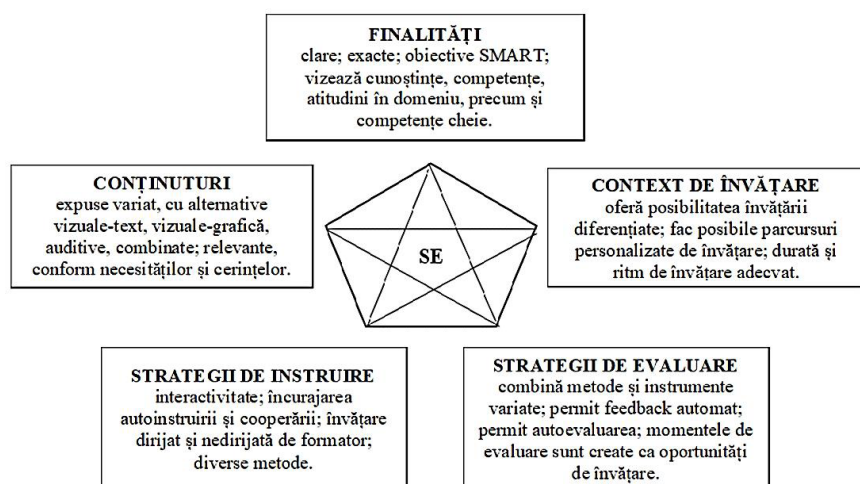 FINALITĂȚI
clare; exacte; obiective SMART;
vizează cunoștințe, competențe,
atitudini în domeniu, precum și
competențe cheie.
CONȚINUTURI
expuse variat, cu alternative
vizuale-text, vizuale-grafică,
auditive, combinate; relevante,
conform necesităților și cerințelor.
CONTEXT DE ÎNVĂȚARE
oferă posibilitatea învățării
diferențiate; fac posibile parcursuri
personalizate de învățare; durată și
ritm de învățare adecvat.
SE
STRATEGII DE INSTRUIRE
interactivitate; încurajarea
autoinstruirii și cooperării; învățare
dirijat și nedirijată de formator;
diverse metode.
STRATEGII DE EVALUARE
combină metode și instrumente
variate; permit feedback automat;
permit autoevaluarea; momentele de
evaluare sunt create ca oportunități
de învățare.